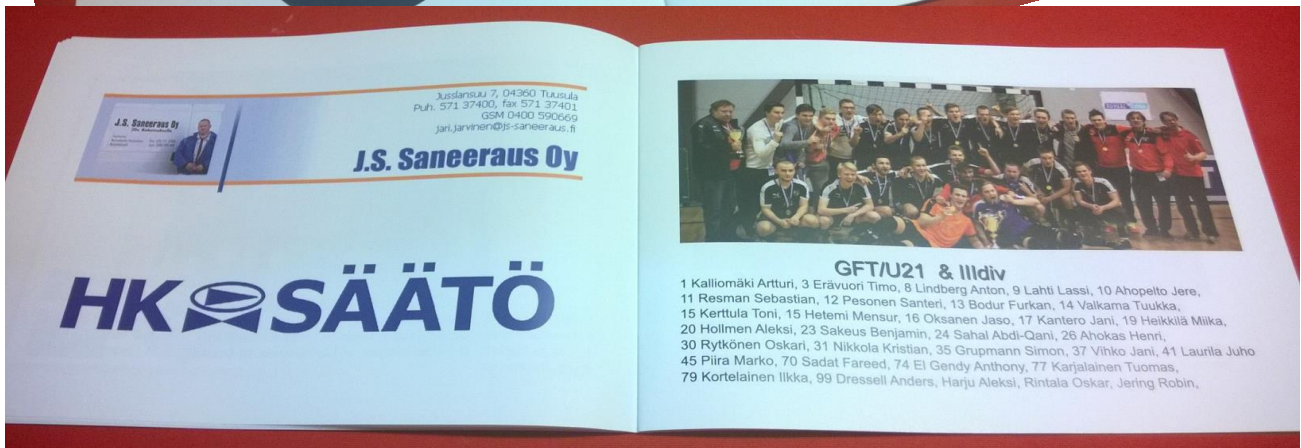 Jusslansuu 7, 04360 Tuusula
Puh. 571 37400, fax 571 37401
GSM 0400 590669
jari.jarvinen@js-saneeraus.fi
J.S. Saneeraus Oy
J.S. Saneeraus Oy
HK SÄÄTÖ
GFT/U21 & IIIdiv
1 Kalliomäki Artturi, 3 Erävuori Timo, 8 Lindberg Anton, 9 Lahti Lassi, 10 Ahopelto Jere,
11 Resman Sebastian, 12 Pesonen Santeri, 13 Bodur Furkan, 14 Valkama Tuukka,
15 Kerttula Toni, 15 Hetemi Mensur, 16 Oksanen Jaso, 17 Kantero Jani, 19 Heikkilä Miika,
20 Hollmen Aleksi, 23 Sakeus Benjamin, 24 Sahal Abdi-Qani, 26 Ahokas Henri,
30 Rytkönen Oskari, 31 Nikkola Kristian, 35 Grupmann Simon, 37 Vihko Jani, 41 Laurila Juho
45 Piira Marko, 70 Sadat Fareed, 74 El Gendy Anthony, 77 Karjalainen Tuomas,
79 Kortelainen Ilkka, 99 Dressell Anders, Harju Aleksi, Rintala Oskar, Jering Robin,